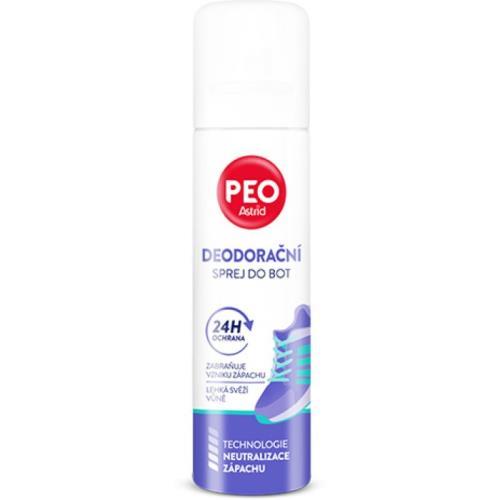 PEO
Astrid
DEODORAČNÍ
SPREJ DO BOT
24H
OCHRANA
ZABRAŇUJE
VZNIKU ZÁPACHU
LEHKÁ SVĚŽÍ
VŮNĚ
TECHNOLOGIE
NEUTRALIZACE
ZÁPACHU